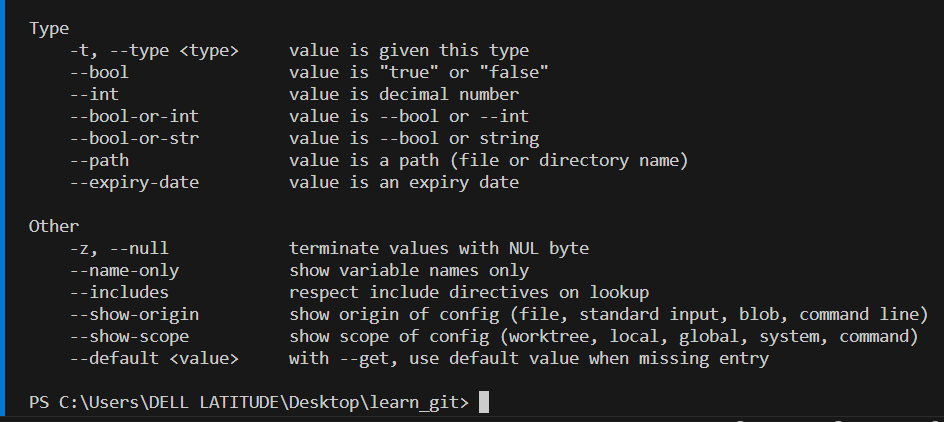 Type
    -t, --type <type>     value is given this type
    --bool                value is "true" or "false"
    --int                 value is decimal number
    --bool-or-int         value is --bool or --int
    --bool-or-str         value is --bool or string
    --path                value is a path (file or directory name)
    --expiry-date         value is an expiry date
Other
    -z, --null            terminate values with NUL byte
    --name-only           show variable names only
    --includes            respect include directives on lookup
    --show-origin         show origin of config (file, standard input, blob, command line)
    --show-scope          show scope of config (worktree, local, global, system, command)
    --default <value>     with --get, use default value when missing entry
PS C:\Users\DELL LATITUDE\Desktop\learn_git>